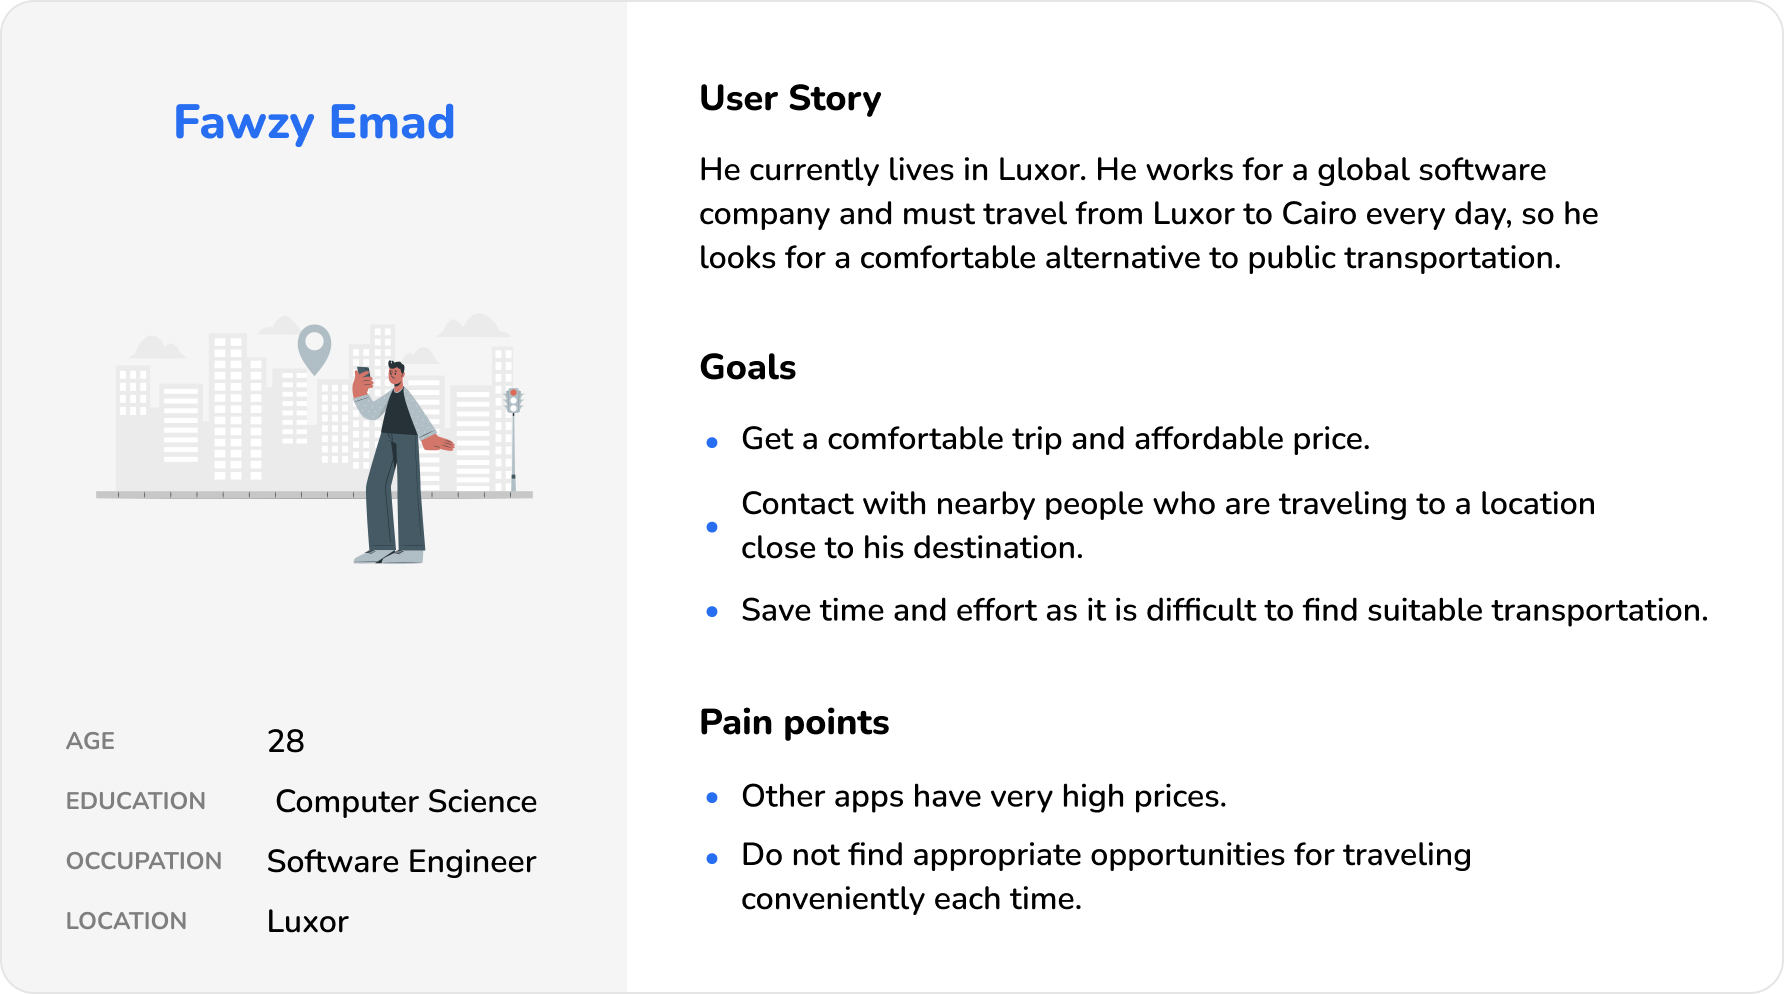 Fawzy Emad
AGE 28
EDUCATION Computer Science
OCCUPATION Software Engineer
LOCATION Luxor
User Story
He currently lives in Luxor. He works for a global software
company and must travel from Luxor to Cairo every day, so he
looks for a comfortable alternative to public transportation.
Goals
Get a comfortable trip and affordable price.
Contact with nearby people who are traveling to a location
close to his destination.
Save time and effort as it is difficult to find suitable transportation.
Pain points
Other apps have very high prices.
Do not find appropriate opportunities for traveling
conveniently each time.